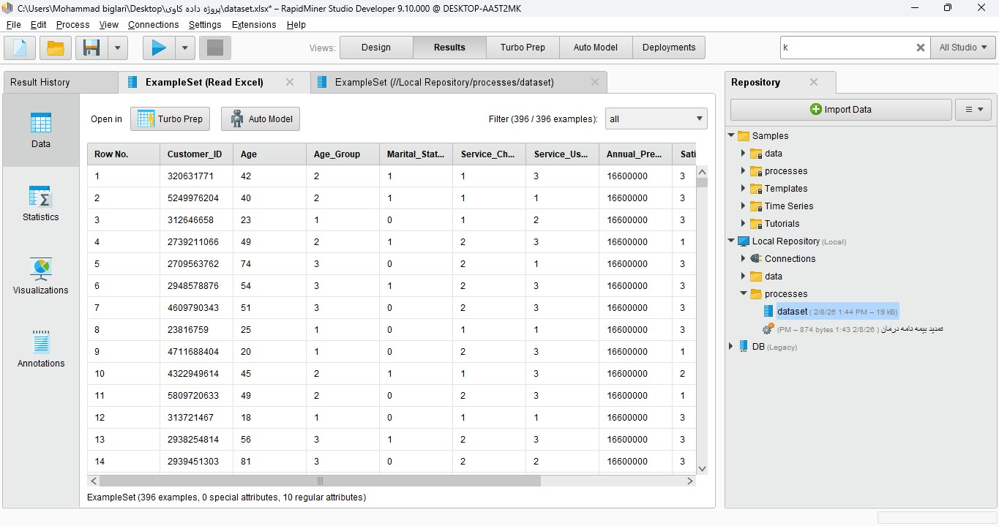 C:\Users\Mohammad biglari\Desktop\پروژه داده کاوی\dataset.xlsx* – RapidMiner Studio Developer 9.10.000 @ DESKTOP-AA5T2MK
File Edit Process View Connections Settings Extensions Help
Views: Design Results Turbo Prep Auto Model Deployments k All Studio
Result History ExampleSet (Read Excel) ExampleSet (//Local Repository/processes/dataset)
Data
Statistics
Visualizations
Annotations
Open in Turbo Prep Auto Model Filter (396 / 396 examples): all
Row No. Customer_ID Age Age_Group Marital_Stat... Service_Ch... Service_Us... Annual_Pre... Sati
1 320631771 42 2 1 1 3 16600000 3
2 5249976204 40 2 1 1 1 16600000 3
3 312646658 23 1 0 1 2 16600000 3
4 2739211066 49 2 1 2 3 16600000 1
5 2709563762 74 3 0 2 1 16600000 3
6 2948578876 54 3 1 2 3 16600000 3
7 4609790343 51 3 0 2 3 16600000 3
8 23816759 25 1 0 1 1 16600000 3
9 4711688404 20 1 0 2 3 16600000 1
10 4322949614 45 2 1 1 3 16600000 2
11 5809720633 49 2 0 2 3 16600000 1
12 313721467 18 1 0 1 1 16600000 3
13 2938254814 56 3 1 2 3 16600000 3
14 2939451303 81 3 0 2 2 16600000 3
ExampleSet (396 examples, 0 special attributes, 10 regular attributes)
Repository
Import Data
Samples
data
processes
Templates
Time Series
Tutorials
Local Repository (Local)
Connections
data
processes
dataset ( 2/8/26 1:44 PM – 19 kB)
تمدید بیمه نامه درمان ( 2/8/26 1:43 PM – 874 bytes)
DB (Legacy)